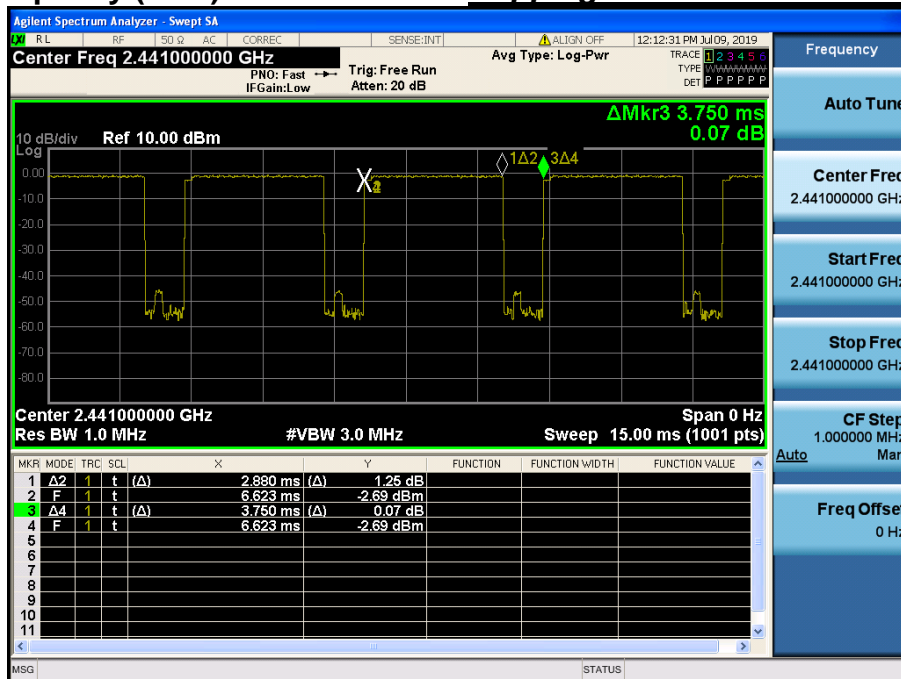 Agilent Spectrum Analyzer - Swept SA
LXI RL RF 50 Ω AC CORREC SENSE:INT ALIGN OFF 12:12:31 PM Jul 09, 2019
Center Freq 2.441000000 GHz
PNO: Fast
IFGain:Low
Trig: Free Run
Atten: 20 dB
Avg Type: Log-Pwr
TRACE 1 2 3 4 5 6
TYPE WWWWWW
DET P P P P P P
ΔMkr3 3.750 ms
0.07 dB
10 dB/div Ref 10.00 dBm
Log
0.00
-10.0
-20.0
-30.0
-40.0
-50.0
-60.0
-70.0
-80.0
X2
1Δ2 3Δ4
Center 2.441000000 GHz Span 0 Hz
Res BW 1.0 MHz #VBW 3.0 MHz Sweep 15.00 ms (1001 pts)
MKR MODE TRC SCL X Y FUNCTION FUNCTION WIDTH FUNCTION VALUE
1 Δ2 1 t (Δ) 2.880 ms (Δ) 1.25 dB
2 F 1 t 6.623 ms -2.69 dBm
3 Δ4 1 t (Δ) 3.750 ms (Δ) 0.07 dB
4 F 1 t 6.623 ms -2.69 dBm
5
6
7
8
9
10
11
MSG STATUS
Frequency
Auto Tune
Center Freq
2.441000000 GHz
Start Freq
2.441000000 GHz
Stop Freq
2.441000000 GHz
CF Step
1.000000 MHz
Auto Man
Freq Offset
0 Hz